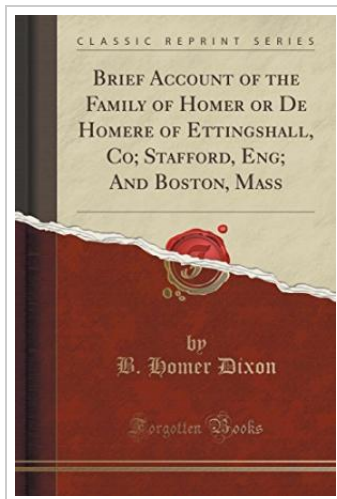 CLASSIC REPRINT SERIES
BRIEF ACCOUNT OF THE
FAMILY OF HOMER OR DE
HOMERE OF ETTINGSHALL,
CO; STAFFORD, ENG;
AND BOSTON, MASS
by
B. Homer Dixon
Forgotten Books